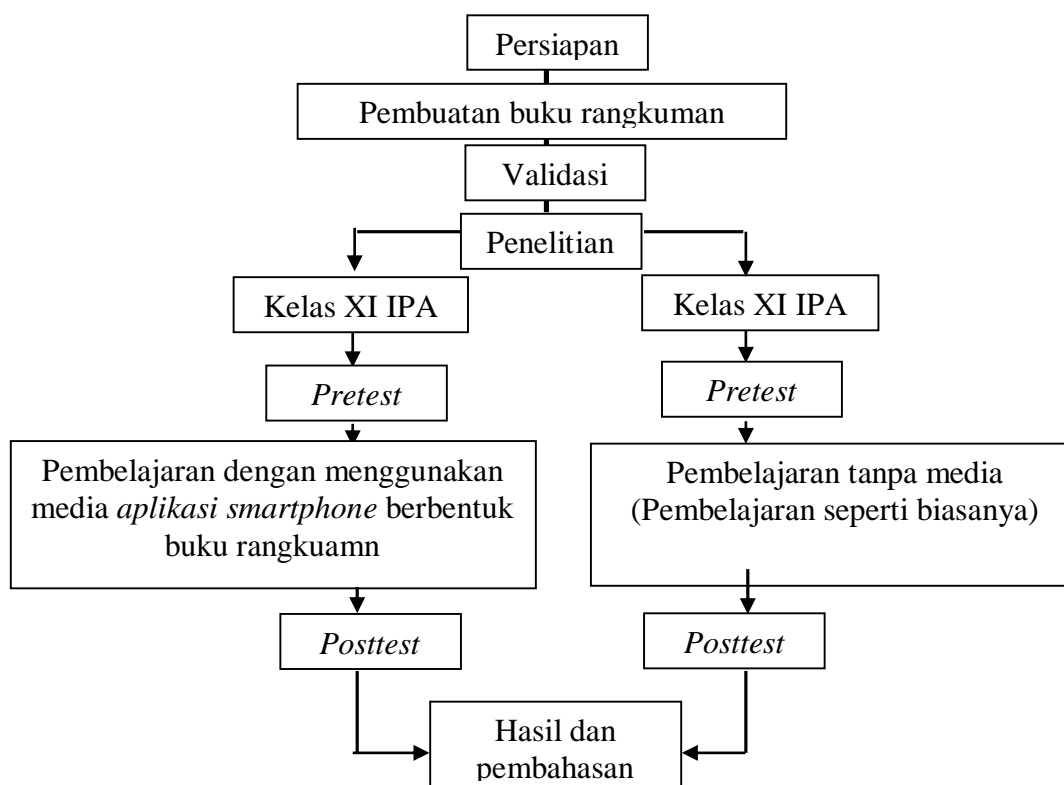 Persiapan
Pembuatan buku rangkuman
Validasi
Penelitian
Kelas XI IPA
Kelas XI IPA
Pretest
Pretest
Pembelajaran dengan menggunakan
media aplikasi smartphone berbentuk
buku rangkuamn
Pembelajaran tanpa media
(Pembelajaran seperti biasanya)
Posttest
Posttest
Hasil dan
pembahasan